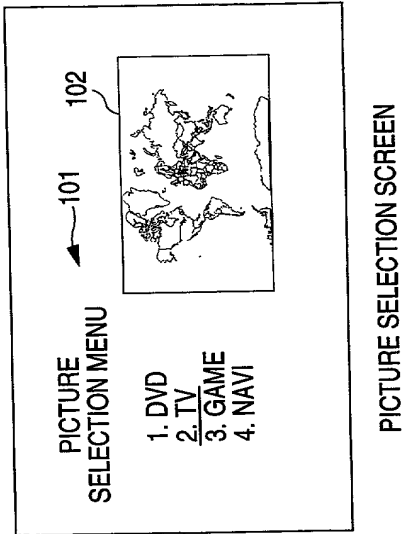 PICTURE
SELECTION MENU
101
102
1. DVD
2. TV
3. GAME
4. NAVI
PICTURE SELECTION SCREEN